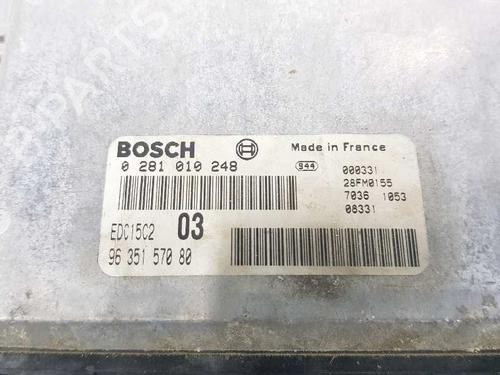 BOSCH Made in France
0 281 010 248 944 000331
28FM0155
7036 1053
EDC15C2 03 08331
96 351 570 80